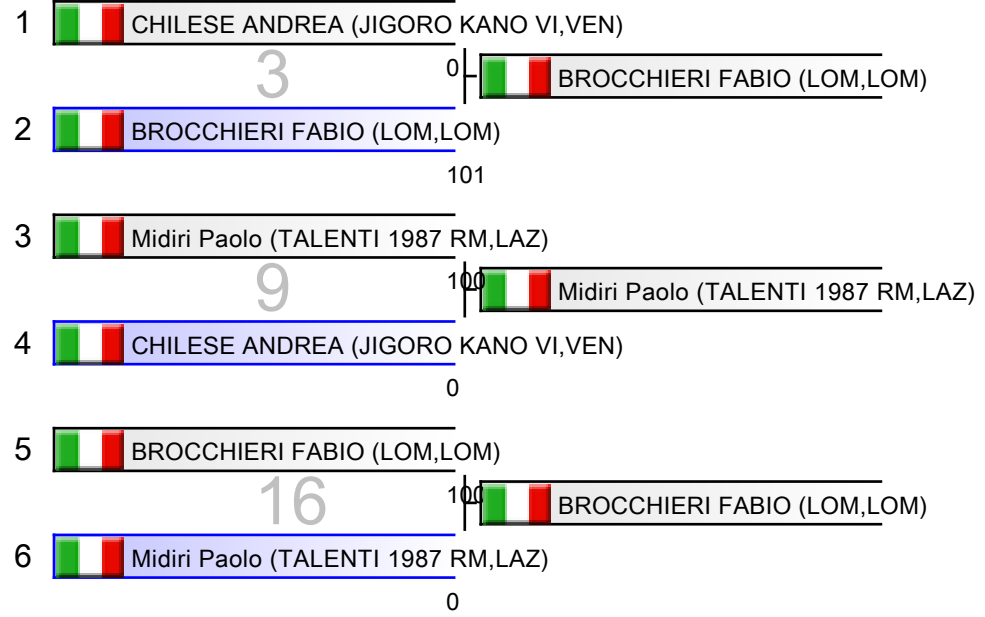 1 CHILESE ANDREA (JIGORO KANO VI,VEN)
3
0
BROCCHIERI FABIO (LOM,LOM)
2 BROCCHIERI FABIO (LOM,LOM)
101
3 Midiri Paolo (TALENTI 1987 RM,LAZ)
9
100
Midiri Paolo (TALENTI 1987 RM,LAZ)
4 CHILESE ANDREA (JIGORO KANO VI,VEN)
0
5 BROCCHIERI FABIO (LOM,LOM)
16
100
BROCCHIERI FABIO (LOM,LOM)
6 Midiri Paolo (TALENTI 1987 RM,LAZ)
0